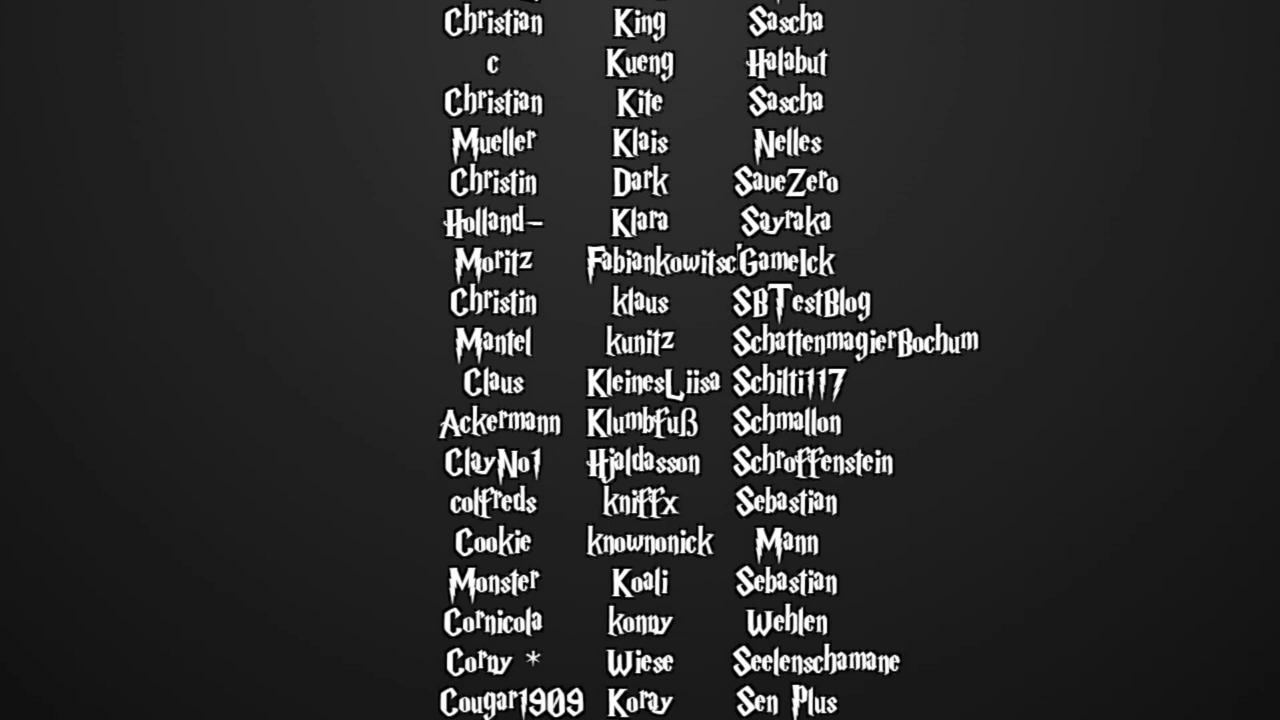 Christian King Sascha
c Kueng Halabut
Christian Kite Sascha
Mueller Klais Nelles
Christin Dark SaveZero
Holland- Klara Sayraka
Moritz Fabiankowitsc GameIck
Christin klaus SBTestBlog
Mantel kunitz SchattenmagierBochum
Claus KleinesLiisa Schilti117
Ackermann Klumbfuß Schmallon
ClayNo1 Hjaldasson Schroffenstein
colfreds kniffx Sebastian
Cookie knownonick Mann
Monster Koali Sebastian
Cornicola konny Wehlen
Corny * Wiese Seelenschamane
Cougar1909 Koray Sen Plus